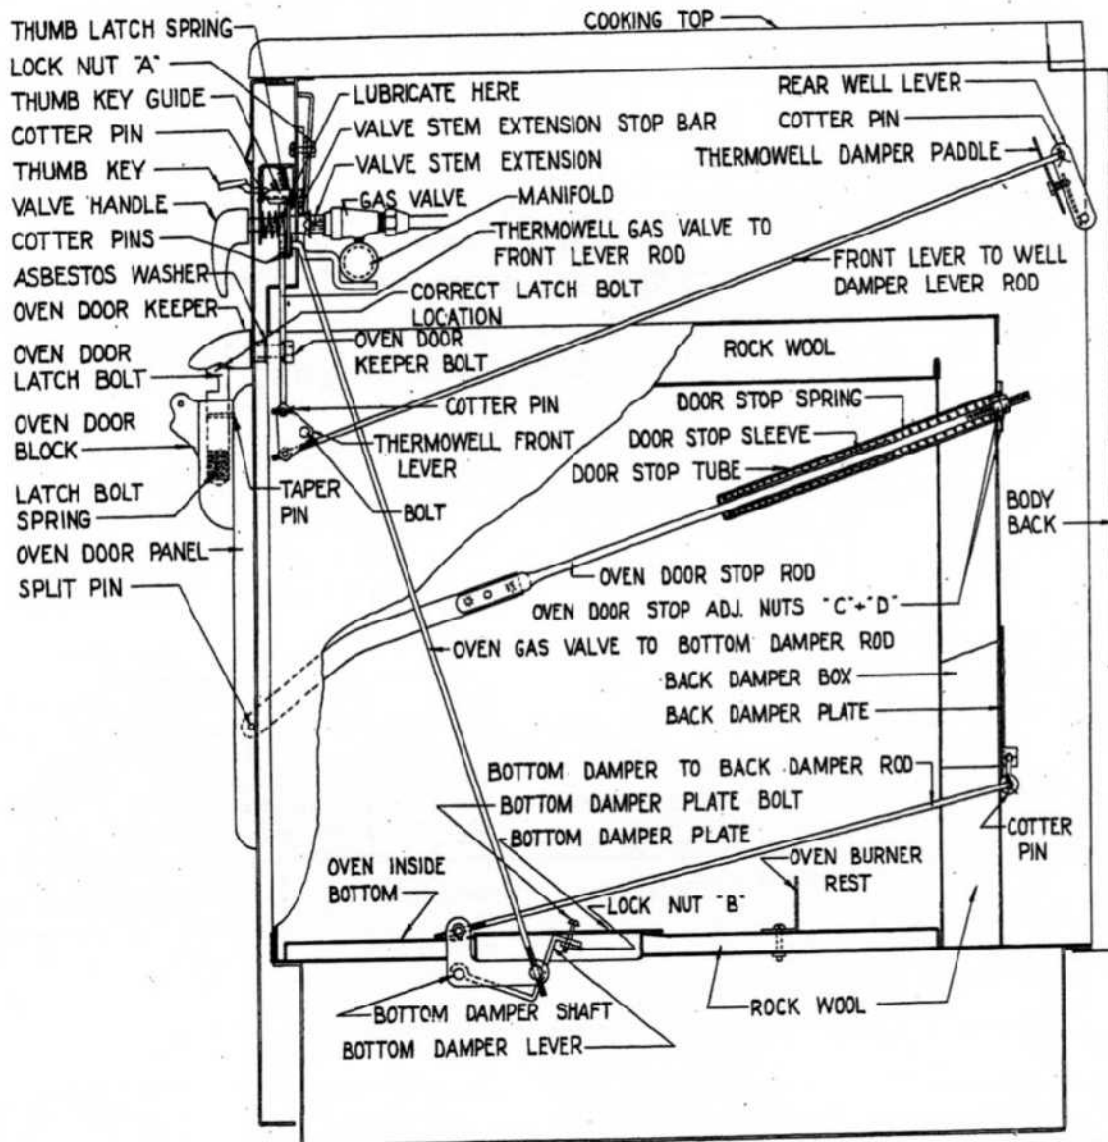 COOKING TOP
THUMB LATCH SPRING
LOCK NUT "A"
THUMB KEY GUIDE
COTTER PIN
THUMB KEY
VALVE HANDLE
COTTER PINS
ASBESTOS WASHER
OVEN DOOR KEEPER
OVEN DOOR
LATCH BOLT
OVEN DOOR
BLOCK
LATCH BOLT
SPRING
OVEN DOOR PANEL
SPLIT PIN
LUBRICATE HERE
VALVE STEM EXTENSION STOP BAR
VALVE STEM EXTENSION
GAS VALVE
MANIFOLD
THERMOWELL GAS VALVE TO
FRONT LEVER ROD
CORRECT LATCH BOLT
LOCATION
OVEN DOOR
KEEPER BOLT
COTTER PIN
THERMOWELL FRONT
LEVER
TAPER
PIN
BOLT
REAR WELL LEVER
COTTER PIN
THERMOWELL DAMPER PADDLE
FRONT LEVER TO WELL
DAMPER LEVER ROD
ROCK WOOL
DOOR STOP SPRING
DOOR STOP SLEEVE
DOOR STOP TUBE
BODY
BACK
OVEN DOOR STOP ROD
OVEN DOOR STOP ADJ. NUTS "C"+"D"
OVEN GAS VALVE TO BOTTOM DAMPER ROD
BACK DAMPER BOX
BACK DAMPER PLATE
BOTTOM DAMPER TO BACK DAMPER ROD
BOTTOM DAMPER PLATE BOLT
BOTTOM DAMPER PLATE
COTTER
PIN
OVEN INSIDE
BOTTOM
OVEN BURNER
REST
LOCK NUT "B"
BOTTOM DAMPER SHAFT
BOTTOM DAMPER LEVER
ROCK WOOL